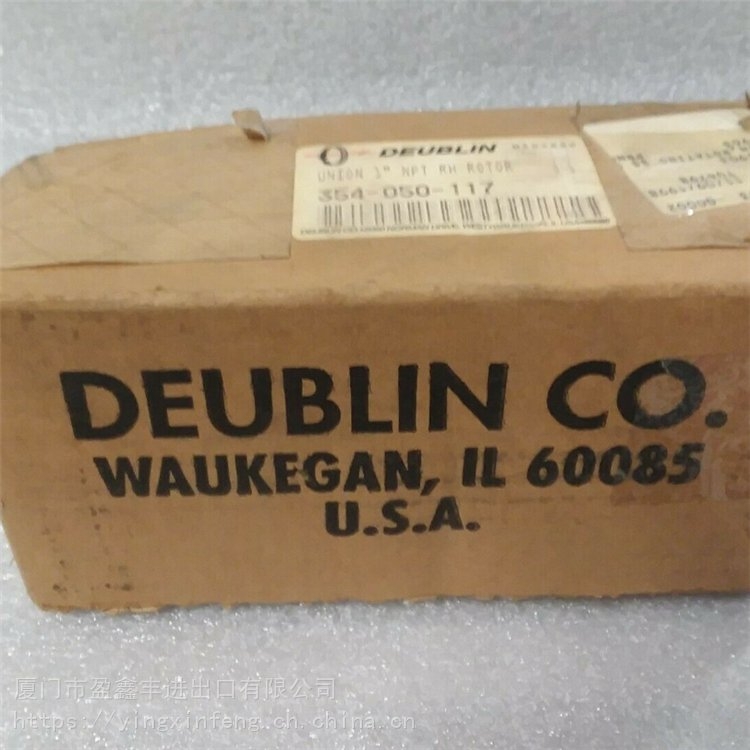 DEUBLIN
UNION 3" NPT RH ROTOR
354-050-117
DEUBLIN CO.
WAUKEGAN, IL 60085
U.S.A.
厦门市盈鑫丰进出口有限公司
https://yingxinfeng.ch.china.cn